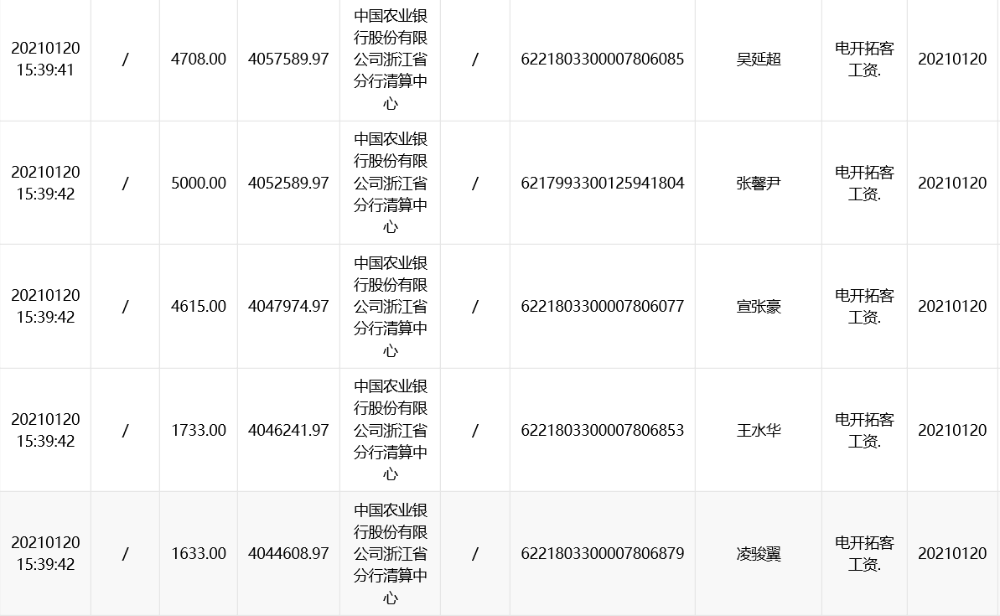 20210120
15:39:41
/
4708.00
4057589.97
中国农业银
行股份有限
公司浙江省
分行清算中
心
/
6221803300007806085
吴延超
电开拓客
工资.
20210120
20210120
15:39:42
/
5000.00
4052589.97
中国农业银
行股份有限
公司浙江省
分行清算中
心
/
6217993300125941804
张馨尹
电开拓客
工资.
20210120
20210120
15:39:42
/
4615.00
4047974.97
中国农业银
行股份有限
公司浙江省
分行清算中
心
/
6221803300007806077
宣张豪
电开拓客
工资.
20210120
20210120
15:39:42
/
1733.00
4046241.97
中国农业银
行股份有限
公司浙江省
分行清算中
心
/
6221803300007806853
王水华
电开拓客
工资.
20210120
20210120
15:39:42
/
1633.00
4044608.97
中国农业银
行股份有限
公司浙江省
分行清算中
心
/
6221803300007806879
凌骏翼
电开拓客
工资.
20210120